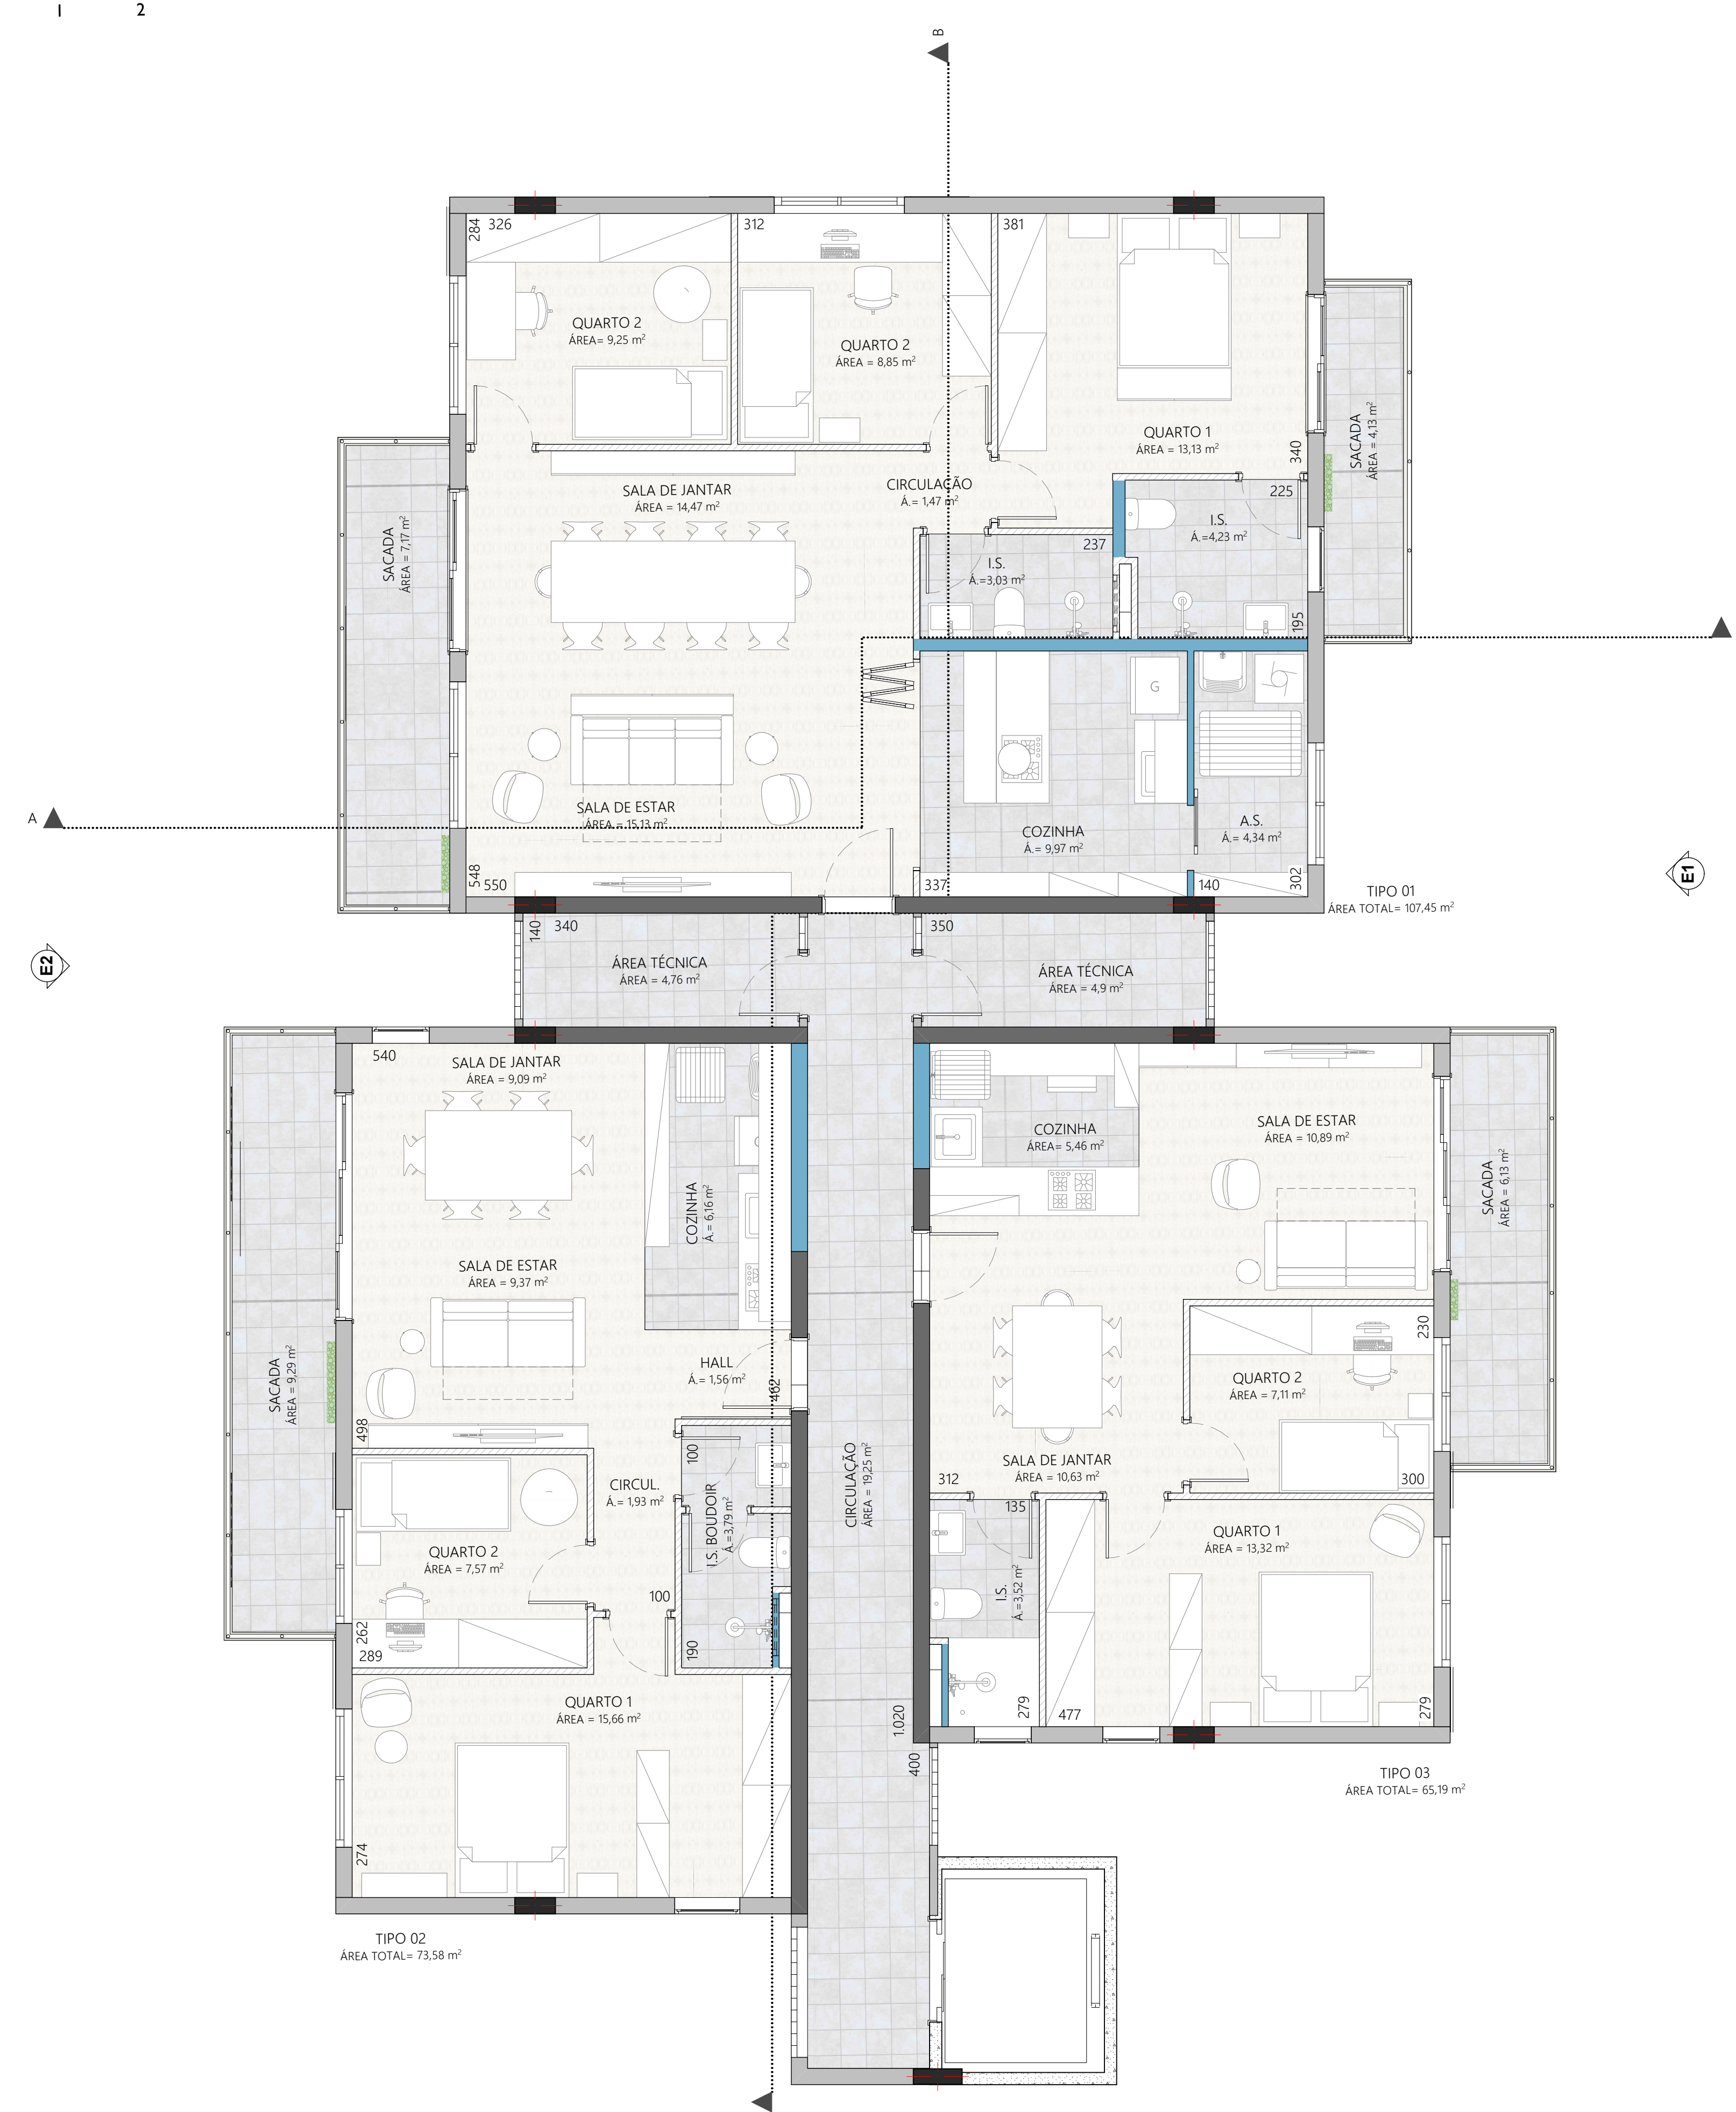 1 2
B
284
326
312
381
QUARTO 2
ÁREA= 9,25 m²
QUARTO 2
ÁREA = 8,85 m²
QUARTO 1
ÁREA = 13,13 m²
340
SACADA
ÁREA = 4,13 m²
SALA DE JANTAR
ÁREA = 14,47 m²
CIRCULAÇÃO
Á.= 1,47 m²
225
I.S.
Á.=4,23 m²
237
I.S.
Á.=3,03 m²
195
SACADA
ÁREA = 7,17 m²
G
SALA DE ESTAR
ÁREA = 15,13 m²
A
COZINHA
Á.= 9,97 m²
A.S.
Á.= 4,34 m²
548
550
337
140
302
TIPO 01
ÁREA TOTAL= 107,45 m²
E1
E2
140
340
350
ÁREA TÉCNICA
ÁREA = 4,76 m²
ÁREA TÉCNICA
ÁREA = 4,9 m²
540
SALA DE JANTAR
ÁREA = 9,09 m²
COZINHA
Á.= 6,16 m²
SALA DE ESTAR
ÁREA = 9,37 m²
HALL
Á.= 1,56 m²
462
SACADA
ÁREA = 9,29 m²
498
100
CIRCUL.
Á.= 1,93 m²
I.S. BOUDOIR
Á.=3,79 m²
QUARTO 2
ÁREA = 7,57 m²
100
262
289
190
QUARTO 1
ÁREA = 15,66 m²
274
TIPO 02
ÁREA TOTAL= 73,58 m²
CIRCULAÇÃO
ÁREA = 19,25 m²
1.020
400
COZINHA
ÁREA= 5,46 m²
SALA DE ESTAR
ÁREA = 10,89 m²
SACADA
ÁREA = 6,13 m²
230
QUARTO 2
ÁREA = 7,11 m²
SALA DE JANTAR
ÁREA = 10,63 m²
312
300
135
QUARTO 1
ÁREA = 13,32 m²
I.S.
Á.=3,52 m²
279
477
279
TIPO 03
ÁREA TOTAL= 65,19 m²